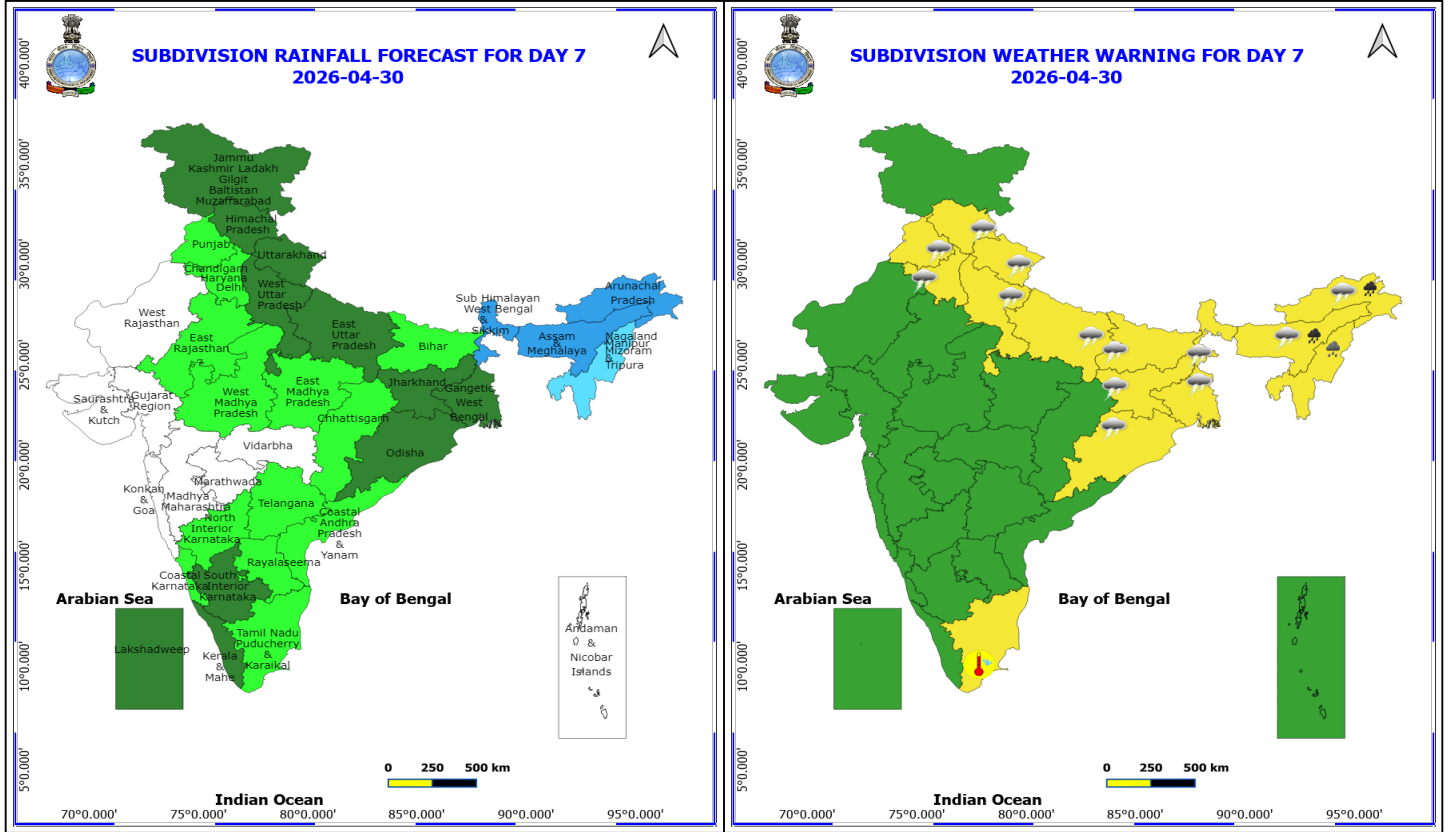 SUBDIVISION RAINFALL FORECAST FOR DAY 7
2026-04-30
40°0.000'
35°0.000'
30°0.000'
25°0.000'
20°0.000'
15°0.000'
10°0.000'
5°0.000'
Jammu
Kashmir Ladakh
Gilgit
Baltistan
Muzaffarabad
Himachal
Pradesh
Punjab
Uttarakhand
Chandigarh
Haryana
Delhi
West
Uttar
Pradesh
West
Rajasthan
East
Rajasthan
East
Uttar
Pradesh
Bihar
Sub Himalayan
West Bengal
&
Sikkim
Arunachal
Pradesh
Assam
&
Meghalaya
Nagaland
Manipur
Mizoram
&
Tripura
Saurashtra
&
Kutch
Gujarat
Region
West
Madhya
Pradesh
East
Madhya
Pradesh
Jharkhand
Gangetic
West
Bengal
Chhattisgarh
Odisha
Vidarbha
Marathwada
Konkan
&
Goa
Madhya
Maharashtra
North
Interior
Karnataka
Telangana
Coastal
Andhra
Pradesh
&
Yanam
Rayalaseema
Coastal
Karnataka
South
Interior
Karnataka
Tamil Nadu
Puducherry
&
Karaikal
Kerala
&
Mahe
Lakshadweep
Andaman
&
Nicobar
Islands
Arabian Sea
Bay of Bengal
Indian Ocean
0 250 500 km
70°0.000' 75°0.000' 80°0.000' 85°0.000' 90°0.000' 95°0.000'
SUBDIVISION WEATHER WARNING FOR DAY 7
2026-04-30
40°0.000'
35°0.000'
30°0.000'
25°0.000'
20°0.000'
15°0.000'
10°0.000'
5°0.000'
Arabian Sea
Bay of Bengal
Indian Ocean
0 250 500 km
70°0.000' 75°0.000' 80°0.000' 85°0.000' 90°0.000' 95°0.000'